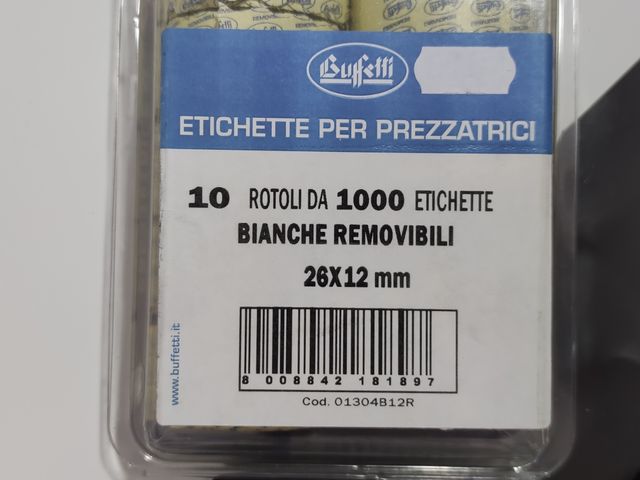 Buffetti
ETICHETTE PER PREZZATRICI
10 ROTOLI DA 1000 ETICHETTE
BIANCHE REMOVIBILI
26X12 mm
www.buffetti.it
8 008842 181897
Cod. 01304B12R